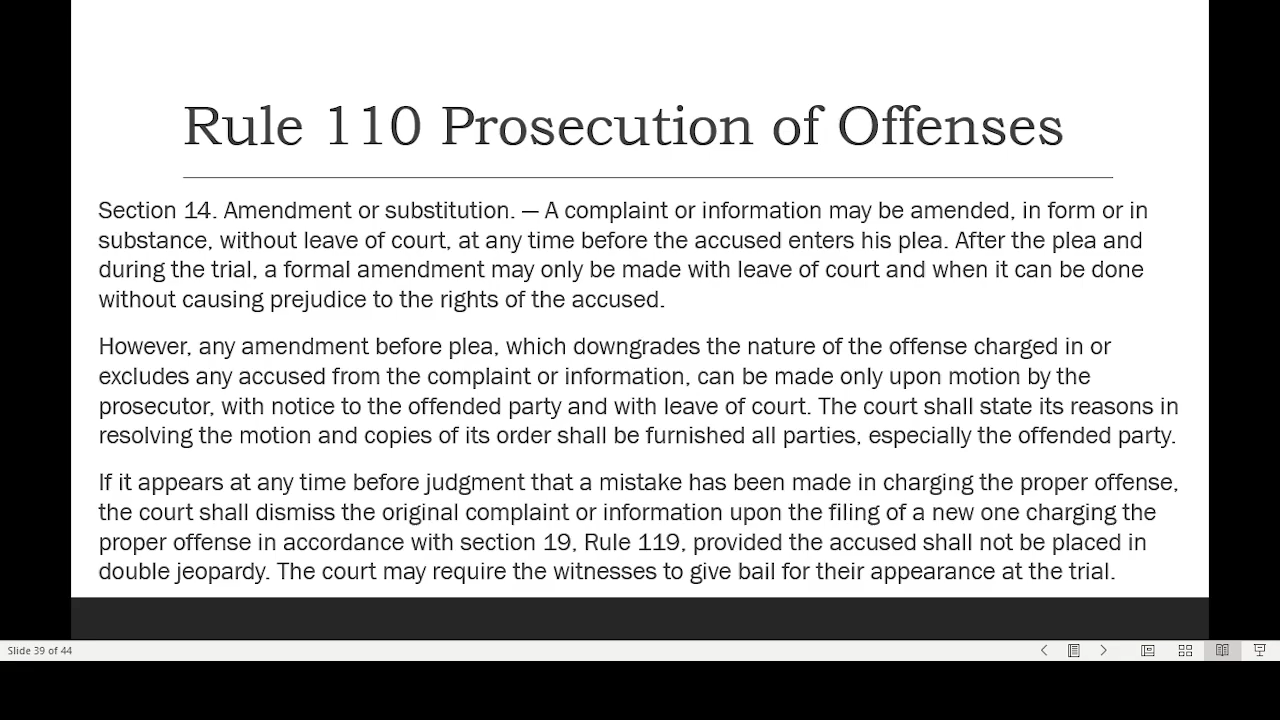 Rule 110 Prosecution of Offenses
Section 14. Amendment or substitution. — A complaint or information may be amended, in form or in
substance, without leave of court, at any time before the accused enters his plea. After the plea and
during the trial, a formal amendment may only be made with leave of court and when it can be done
without causing prejudice to the rights of the accused.
However, any amendment before plea, which downgrades the nature of the offense charged in or
excludes any accused from the complaint or information, can be made only upon motion by the
prosecutor, with notice to the offended party and with leave of court. The court shall state its reasons in
resolving the motion and copies of its order shall be furnished all parties, especially the offended party.
If it appears at any time before judgment that a mistake has been made in charging the proper offense,
the court shall dismiss the original complaint or information upon the filing of a new one charging the
proper offense in accordance with section 19, Rule 119, provided the accused shall not be placed in
double jeopardy. The court may require the witnesses to give bail for their appearance at the trial.
Slide 39 of 44